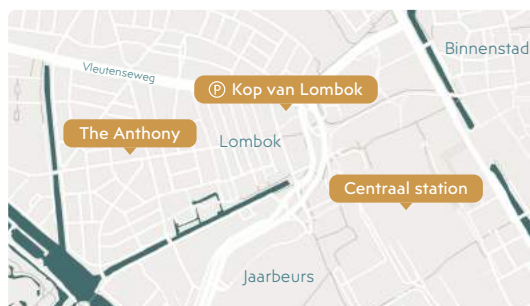 Binnenstad
Vleutenseweg
Ⓟ Kop van Lombok
The Anthony
Lombok
Centraal station
Jaarbeurs